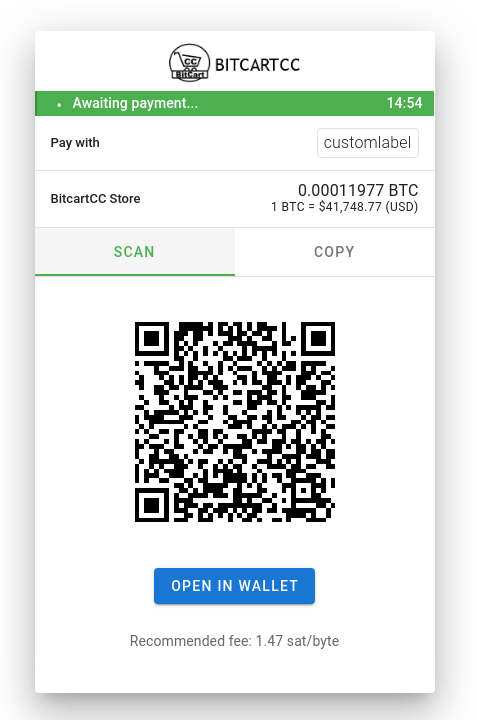 CC
BitCart
BITCARTCC
Awaiting payment... 14:54
Pay with customlabel
BitcartCC Store 0.00011977 BTC
1 BTC = $41,748.77 (USD)
SCAN COPY
OPEN IN WALLET
Recommended fee: 1.47 sat/byte